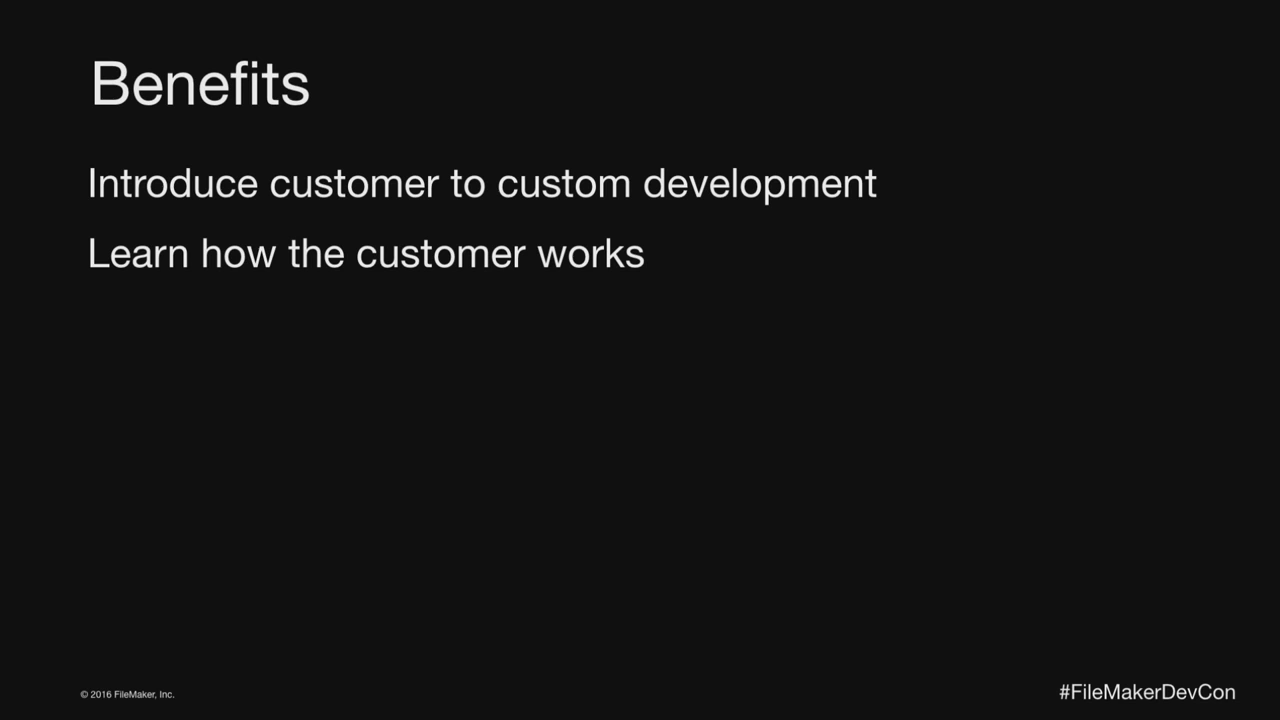 Benefits
Introduce customer to custom development
Learn how the customer works
© 2016 FileMaker, Inc.
#FileMakerDevCon